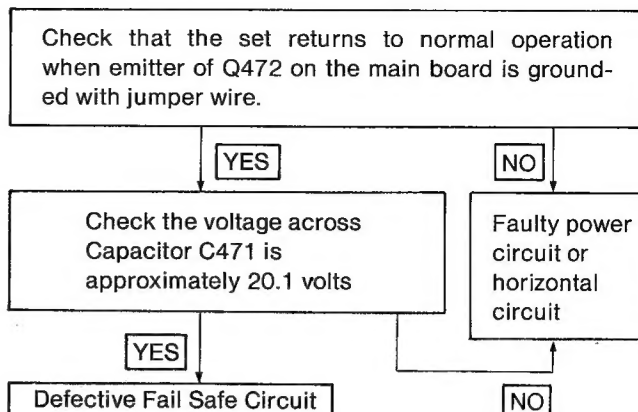 Check that the set returns to normal operation
when emitter of Q472 on the main board is ground-
ed with jumper wire.
YES
NO
Check the voltage across
Capacitor C471 is
approximately 20.1 volts
Faulty power
circuit or
horizontal
circuit
YES
NO
Defective Fail Safe Circuit